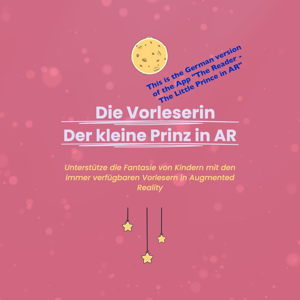 This is the German version
of the App "The Reader -
The Little Prince in AR"
Die Vorleserin
Der kleine Prinz in AR
Unterstütze die Fantasie von Kindern mit den
immer verfügbaren Vorlesern in Augmented
Reality